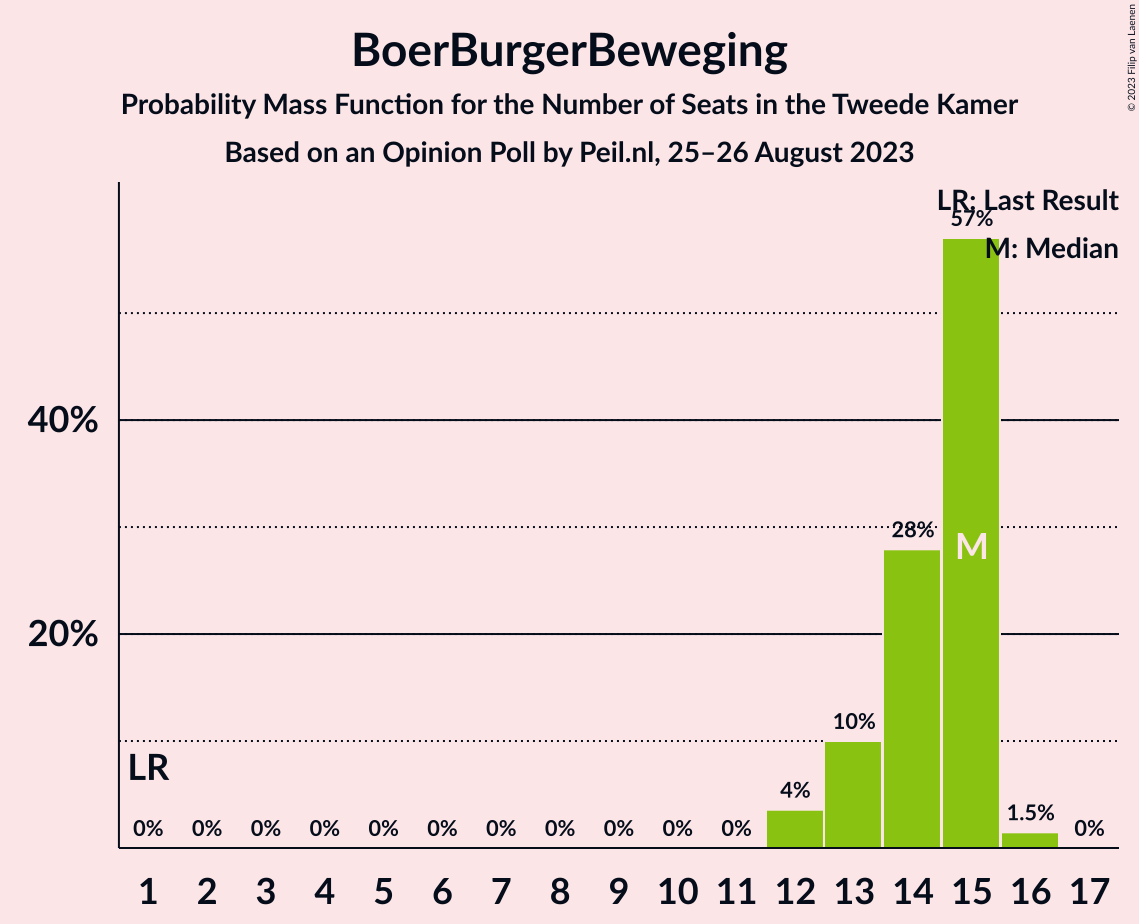 BoerBurgerBeweging
Probability Mass Function for the Number of Seats in the Tweede Kamer
Based on an Opinion Poll by Peil.nl, 25–26 August 2023
© 2023 Filip van Laenen
LR: Last Result
57%
M: Median
40%
28%
M
20%
10%
LR
4%
1.5%
0% 0% 0% 0% 0% 0% 0% 0% 0% 0% 0% 0%
1 2 3 4 5 6 7 8 9 10 11 12 13 14 15 16 17